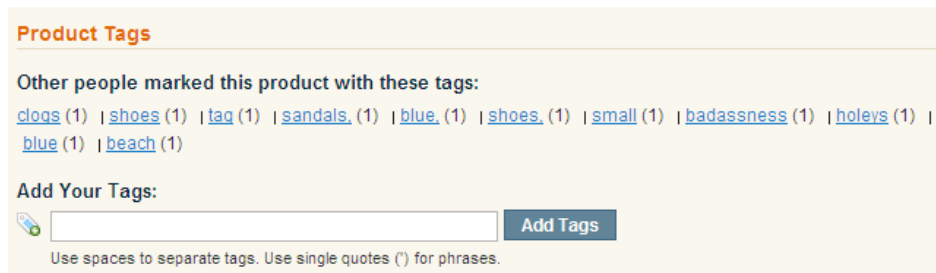 Product Tags
Other people marked this product with these tags:
clogs (1) | shoes (1) | tag (1) | sandals, (1) | blue, (1) | shoes, (1) | small (1) | badassness (1) | holeys (1) |
blue (1) | beach (1)
Add Your Tags:
Add Tags
Use spaces to separate tags. Use single quotes (') for phrases.